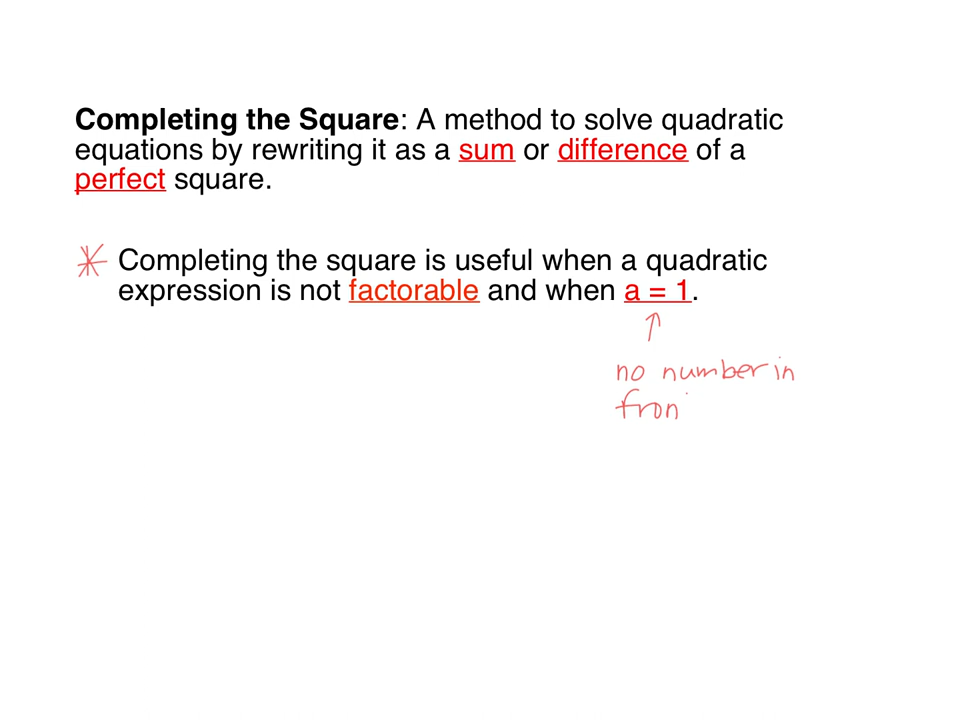 Completing the Square: A method to solve quadratic
equations by rewriting it as a sum or difference of a
perfect square.
Completing the square is useful when a quadratic
expression is not factorable and when a = 1.
no number in
fron